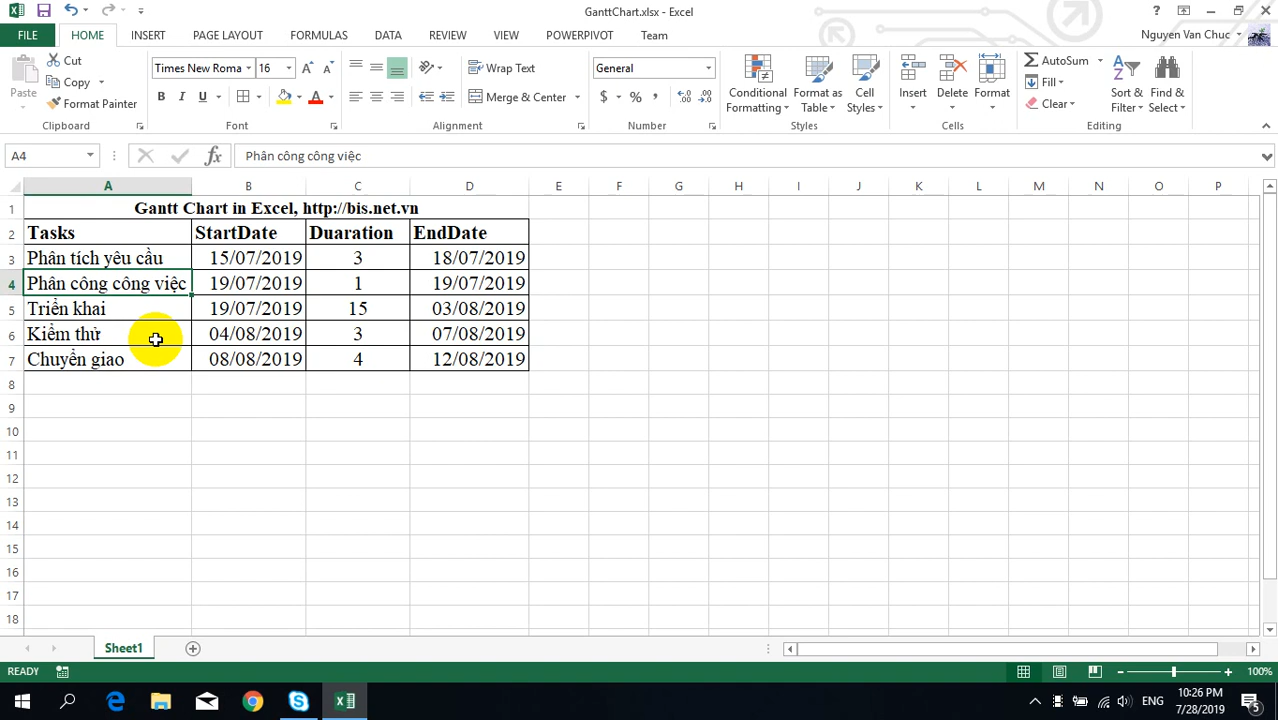 GanttChart.xlsx - Excel
FILE HOME INSERT PAGE LAYOUT FORMULAS DATA REVIEW VIEW POWERPIVOT Team Nguyen Van Chuc
Paste Cut Copy Format Painter
Times New Roma 16
B I U A
Wrap Text
Merge & Center
General
$ % ,
Conditional Formatting Format as Table Cell Styles
Insert Delete Format
AutoSum Fill Clear
Sort & Filter Find & Select
Clipboard Font Alignment Number Styles Cells Editing
A4 fx Phân công công việc
A B C D E F G H I J K L M N O P
1 Gantt Chart in Excel, http://bis.net.vn
2 Tasks StartDate Duaration EndDate
3 Phân tích yêu cầu 15/07/2019 3 18/07/2019
4 Phân công công việc 19/07/2019 1 19/07/2019
5 Triển khai 19/07/2019 15 03/08/2019
6 Kiểm thử 04/08/2019 3 07/08/2019
7 Chuyển giao 08/08/2019 4 12/08/2019
8
9
10
11
12
13
14
15
16
17
18
Sheet1
READY 100%
ENG 10:26 PM
7/28/2019 5